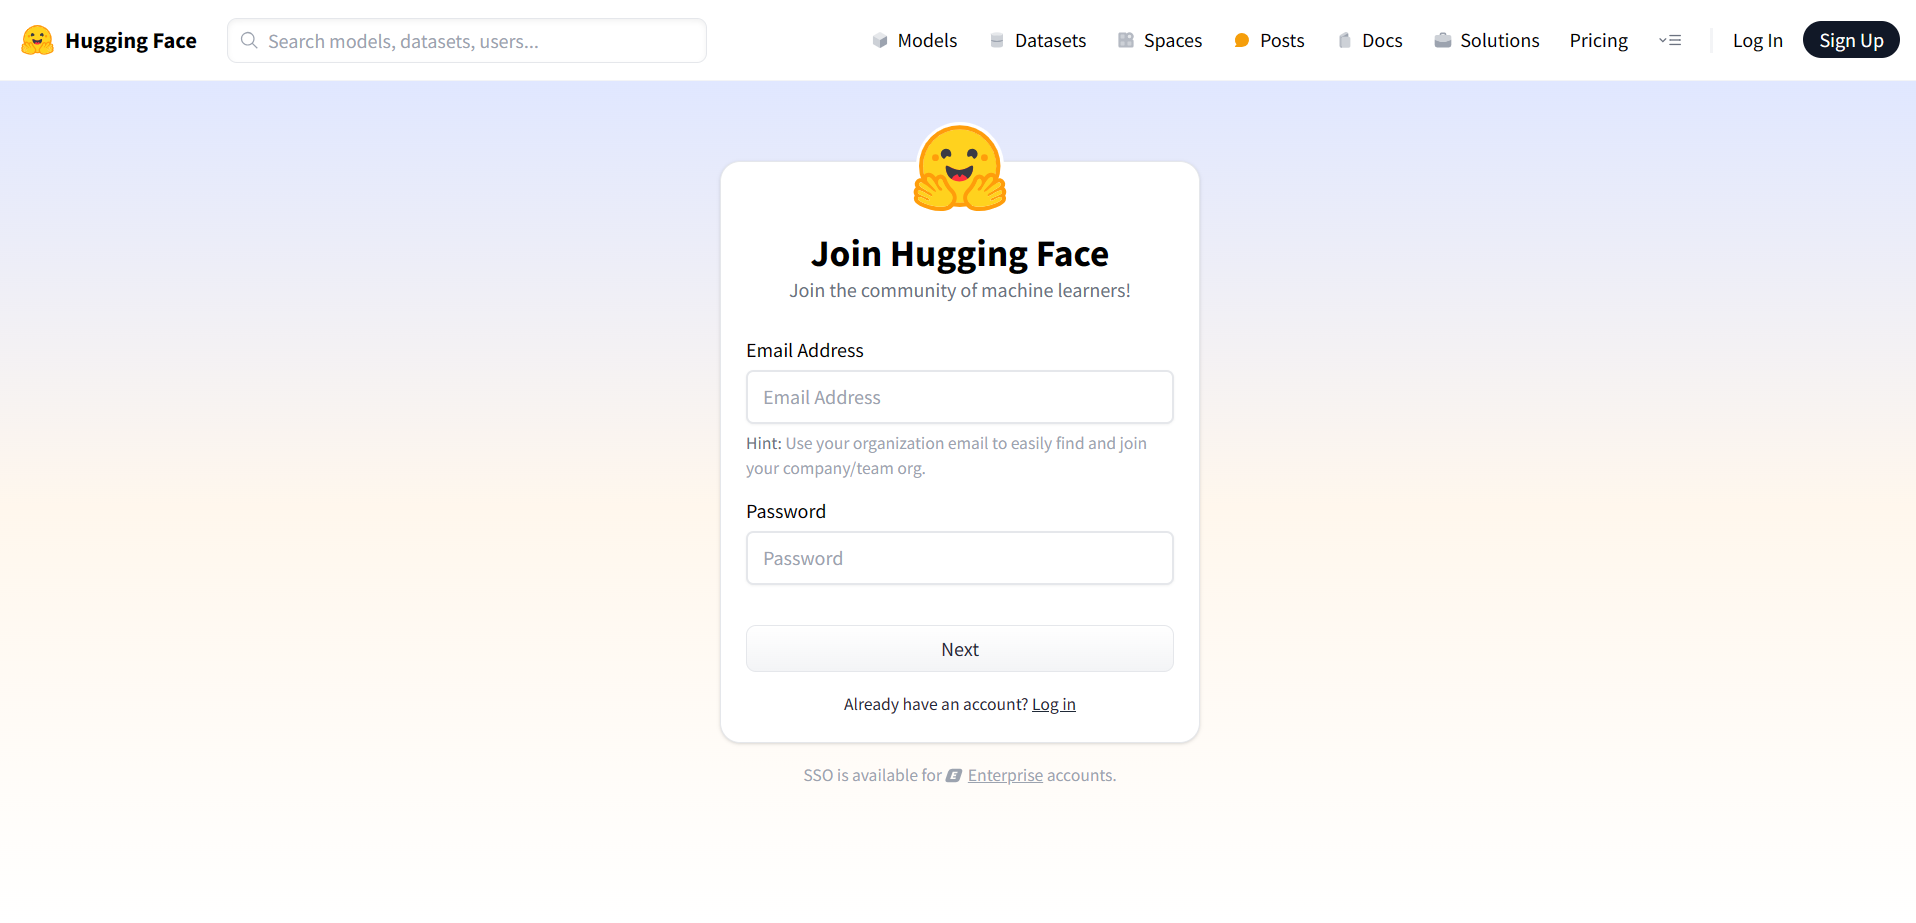 Hugging Face
Search models, datasets, users...
Models
Datasets
Spaces
Posts
Docs
Solutions
Pricing
Log In
Sign Up
Join Hugging Face
Join the community of machine learners!
Email Address
Email Address
Hint: Use your organization email to easily find and join
your company/team org.
Password
Password
Next
Already have an account? Log in
SSO is available for E Enterprise accounts.